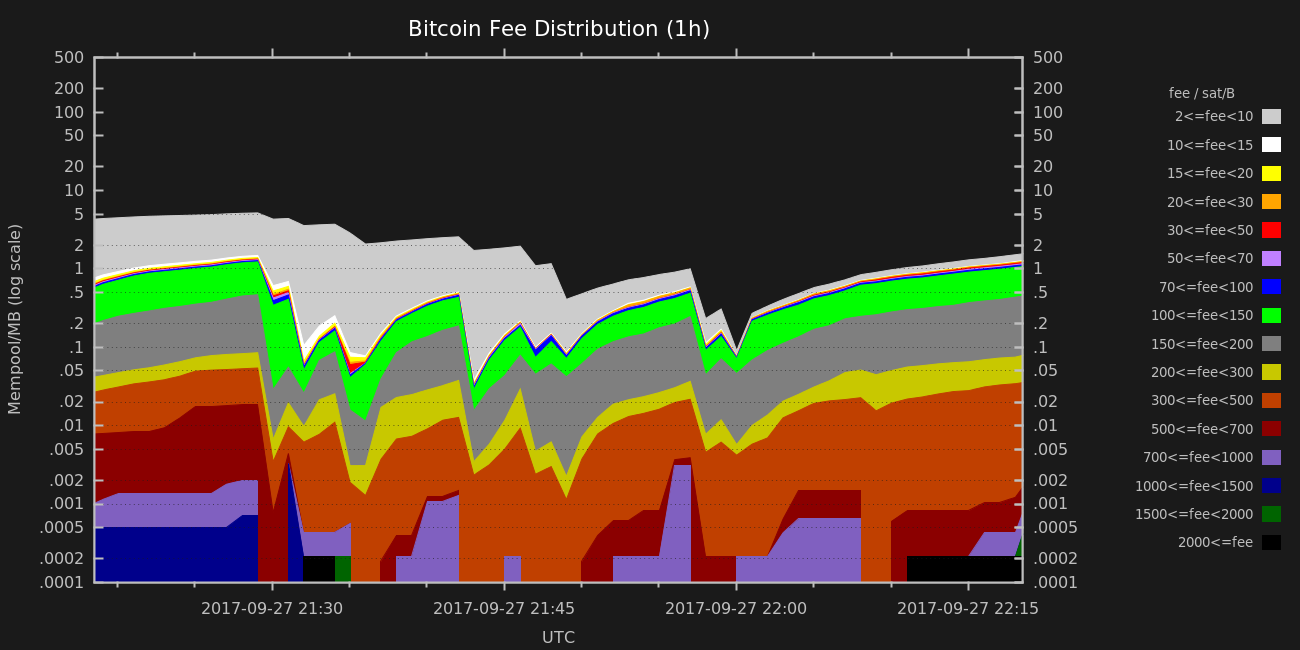 Bitcoin Fee Distribution (1h)
500
200
100
50
20
10
5
2
1
.5
.2
.1
.05
.02
.01
.005
.002
.001
.0005
.0002
.0001
Mempool/MB (log scale)
500
200
100
50
20
10
5
2
1
.5
.2
.1
.05
.02
.01
.005
.002
.001
.0005
.0002
.0001
fee / sat/B
2<=fee<10
10<=fee<15
15<=fee<20
20<=fee<30
30<=fee<50
50<=fee<70
70<=fee<100
100<=fee<150
150<=fee<200
200<=fee<300
300<=fee<500
500<=fee<700
700<=fee<1000
1000<=fee<1500
1500<=fee<2000
2000<=fee
2017-09-27 21:30
2017-09-27 21:45
2017-09-27 22:00
2017-09-27 22:15
UTC